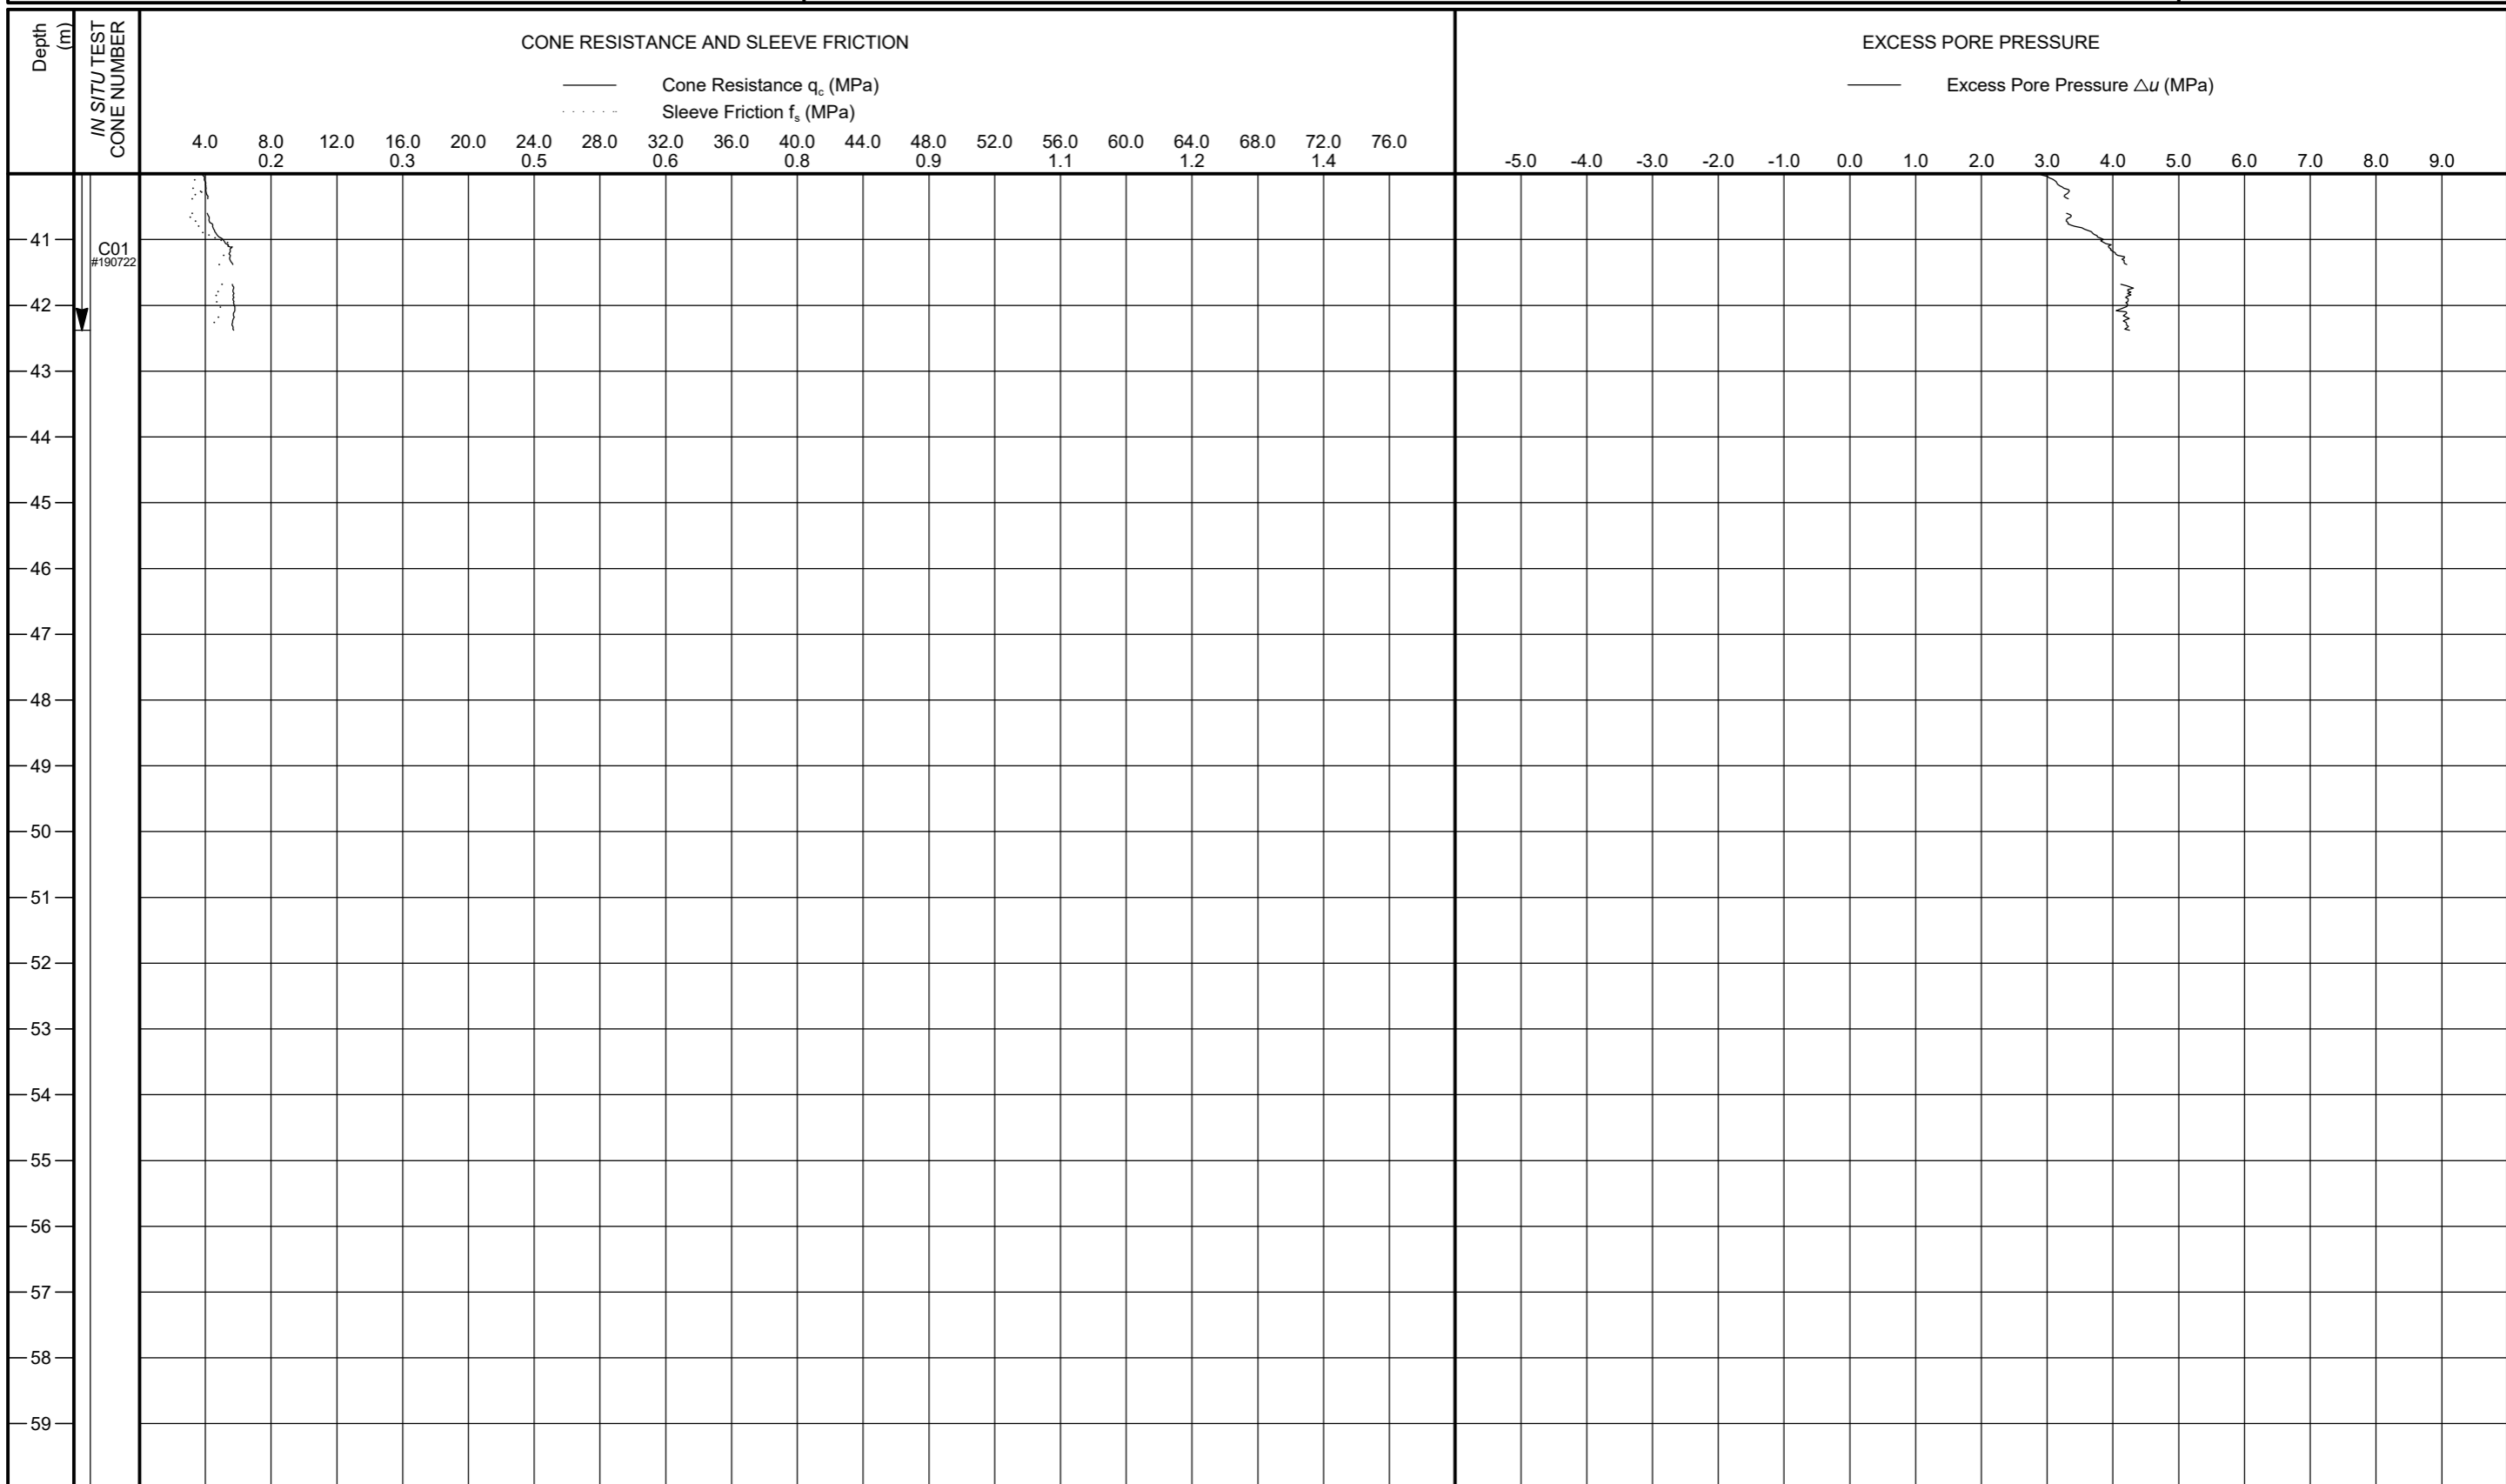 Depth
(m)
IN SITU TEST
CONE NUMBER
CONE RESISTANCE AND SLEEVE FRICTION
Cone Resistance qc (MPa)
Sleeve Friction fs (MPa)
4.0 8.0 12.0 16.0 20.0 24.0 28.0 32.0 36.0 40.0 44.0 48.0 52.0 56.0 60.0 64.0 68.0 72.0 76.0
0.2 0.3 0.5 0.6 0.8 0.9 1.1 1.2 1.4
EXCESS PORE PRESSURE
Excess Pore Pressure △u (MPa)
-5.0 -4.0 -3.0 -2.0 -1.0 0.0 1.0 2.0 3.0 4.0 5.0 6.0 7.0 8.0 9.0
41
C01
#190722
42
43
44
45
46
47
48
49
50
51
52
53
54
55
56
57
58
59